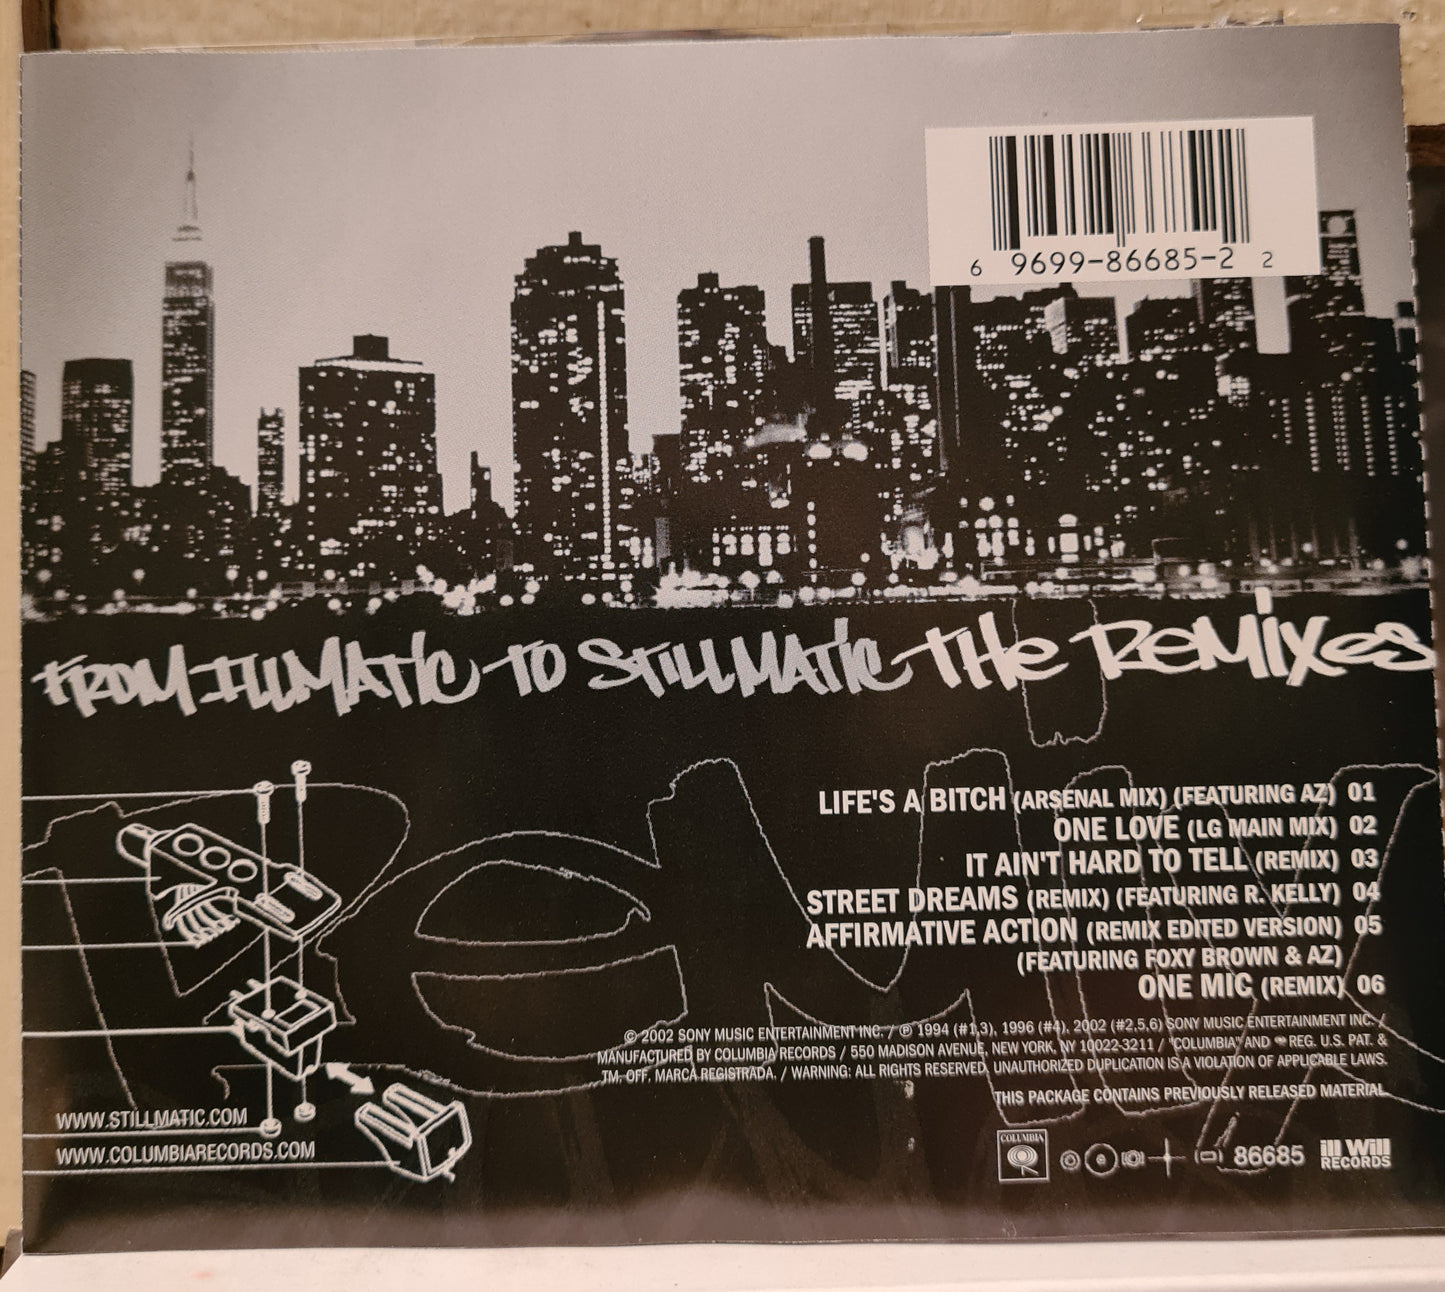 6 9699-86685-2 2
FROM ILLMATIC TO STILLMATIC THE REMIXES
LIFE'S A BITCH (ARSENAL MIX) (FEATURING AZ) 01
ONE LOVE (LG MAIN MIX) 02
IT AIN'T HARD TO TELL (REMIX) 03
STREET DREAMS (REMIX) (FEATURING R. KELLY) 04
AFFIRMATIVE ACTION (REMIX EDITED VERSION) 05
(FEATURING FOXY BROWN & AZ)
ONE MIC (REMIX) 06
© 2002 SONY MUSIC ENTERTAINMENT INC. / ℗ 1994 (#1,3), 1996 (#4), 2002 (#2,5,6) SONY MUSIC ENTERTAINMENT INC. /
MANUFACTURED BY COLUMBIA RECORDS / 550 MADISON AVENUE, NEW YORK, NY 10022-3211 / "COLUMBIA" AND REG. U.S. PAT. &
TM. OFF. MARCA REGISTRADA. / WARNING: ALL RIGHTS RESERVED. UNAUTHORIZED DUPLICATION IS A VIOLATION OF APPLICABLE LAWS.
THIS PACKAGE CONTAINS PREVIOUSLY RELEASED MATERIAL
WWW.STILLMATIC.COM
WWW.COLUMBIARECORDS.COM
COLUMBIA
86685
ill Will
RECORDS